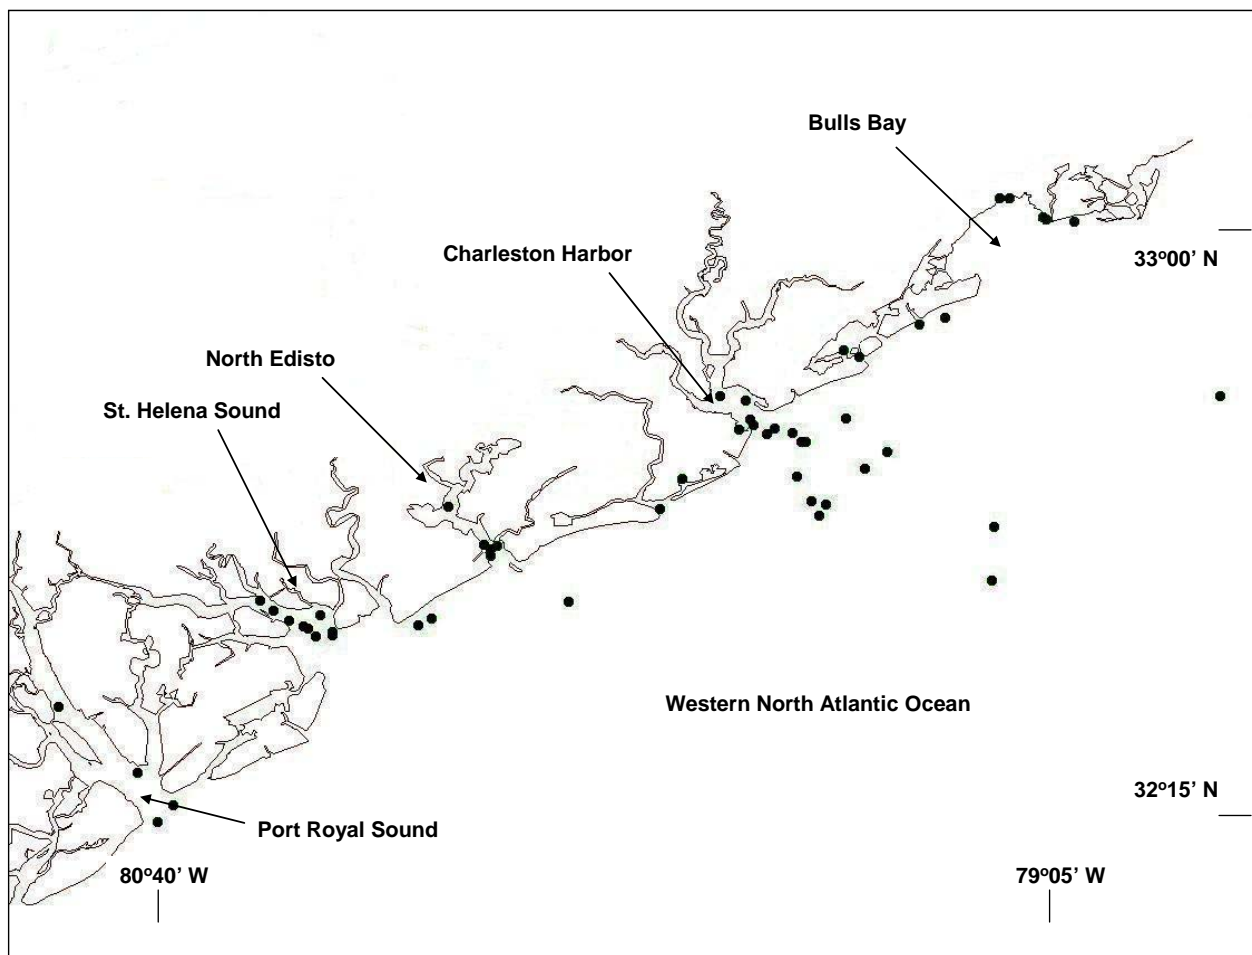 Bulls Bay
Charleston Harbor
33º00’ N
North Edisto
St. Helena Sound
Western North Atlantic Ocean
32º15’ N
Port Royal Sound
80º40’ W
79º05’ W